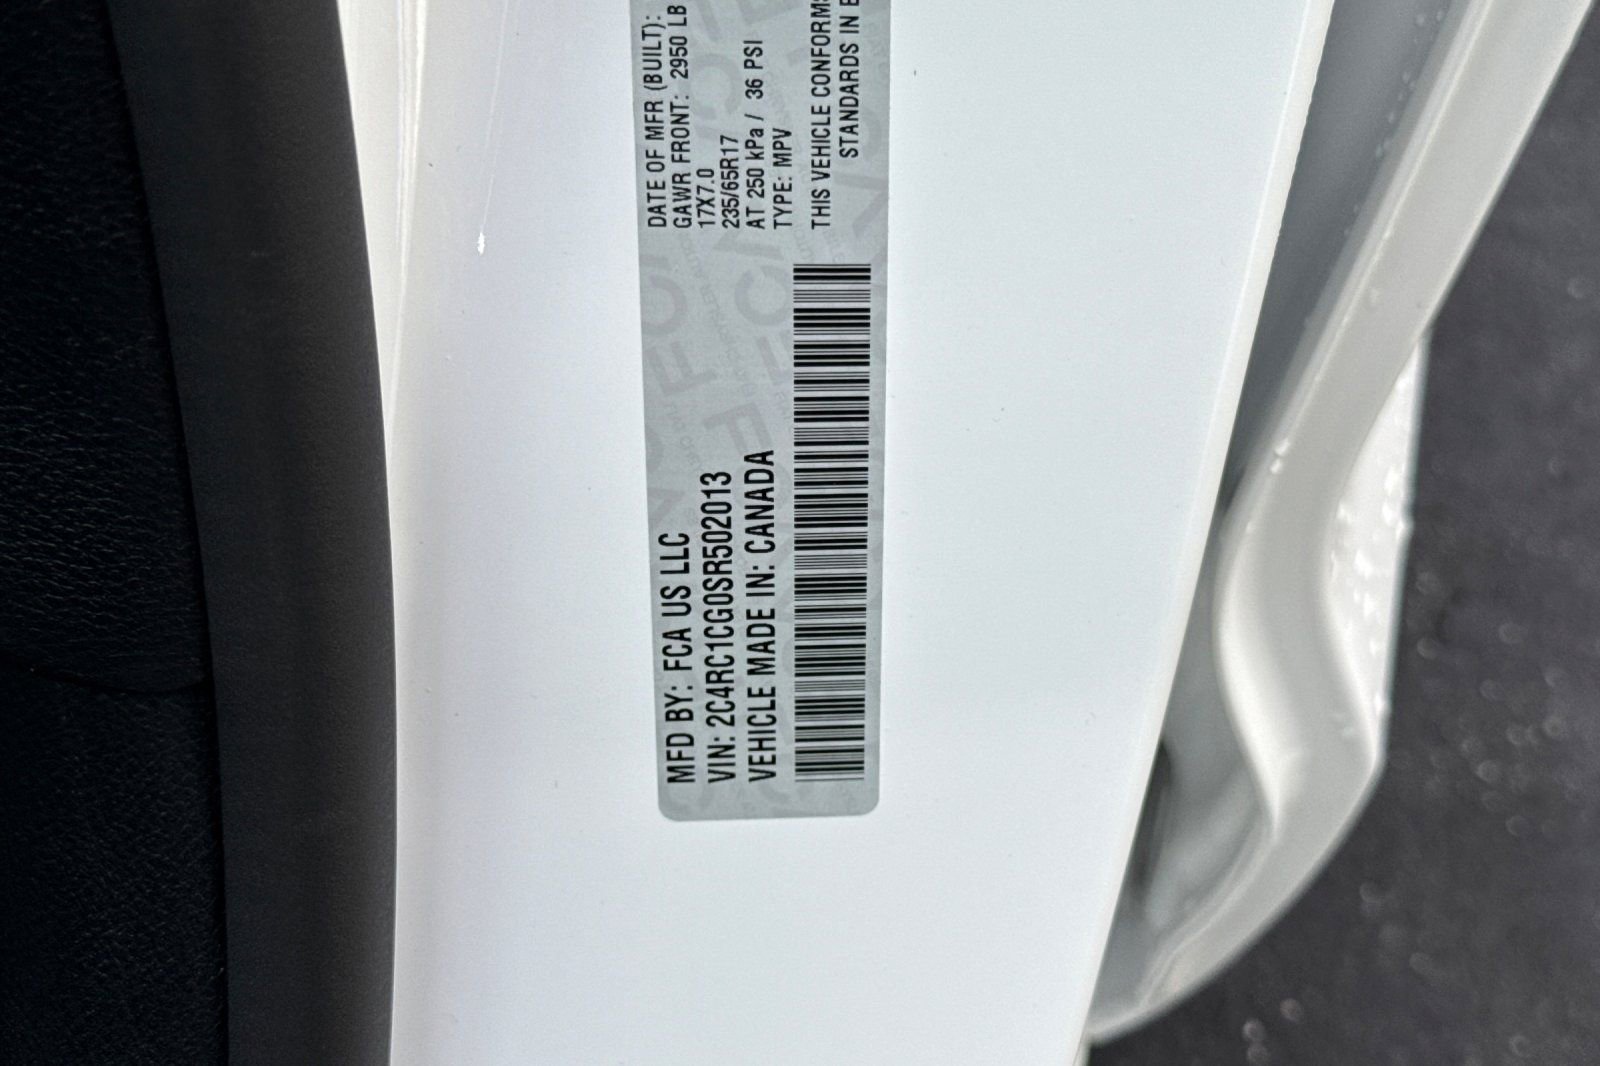 MFD BY: FCA US LLC
VIN: 2C4RC1CG0SR502013
VEHICLE MADE IN: CANADA
DATE OF MFR (BUILT):
GAWR FRONT: 2950 LB
17X7.0
235/65R17
AT 250 kPa / 36 PSI
TYPE: MPV
THIS VEHICLE CONFORMS
STANDARDS IN